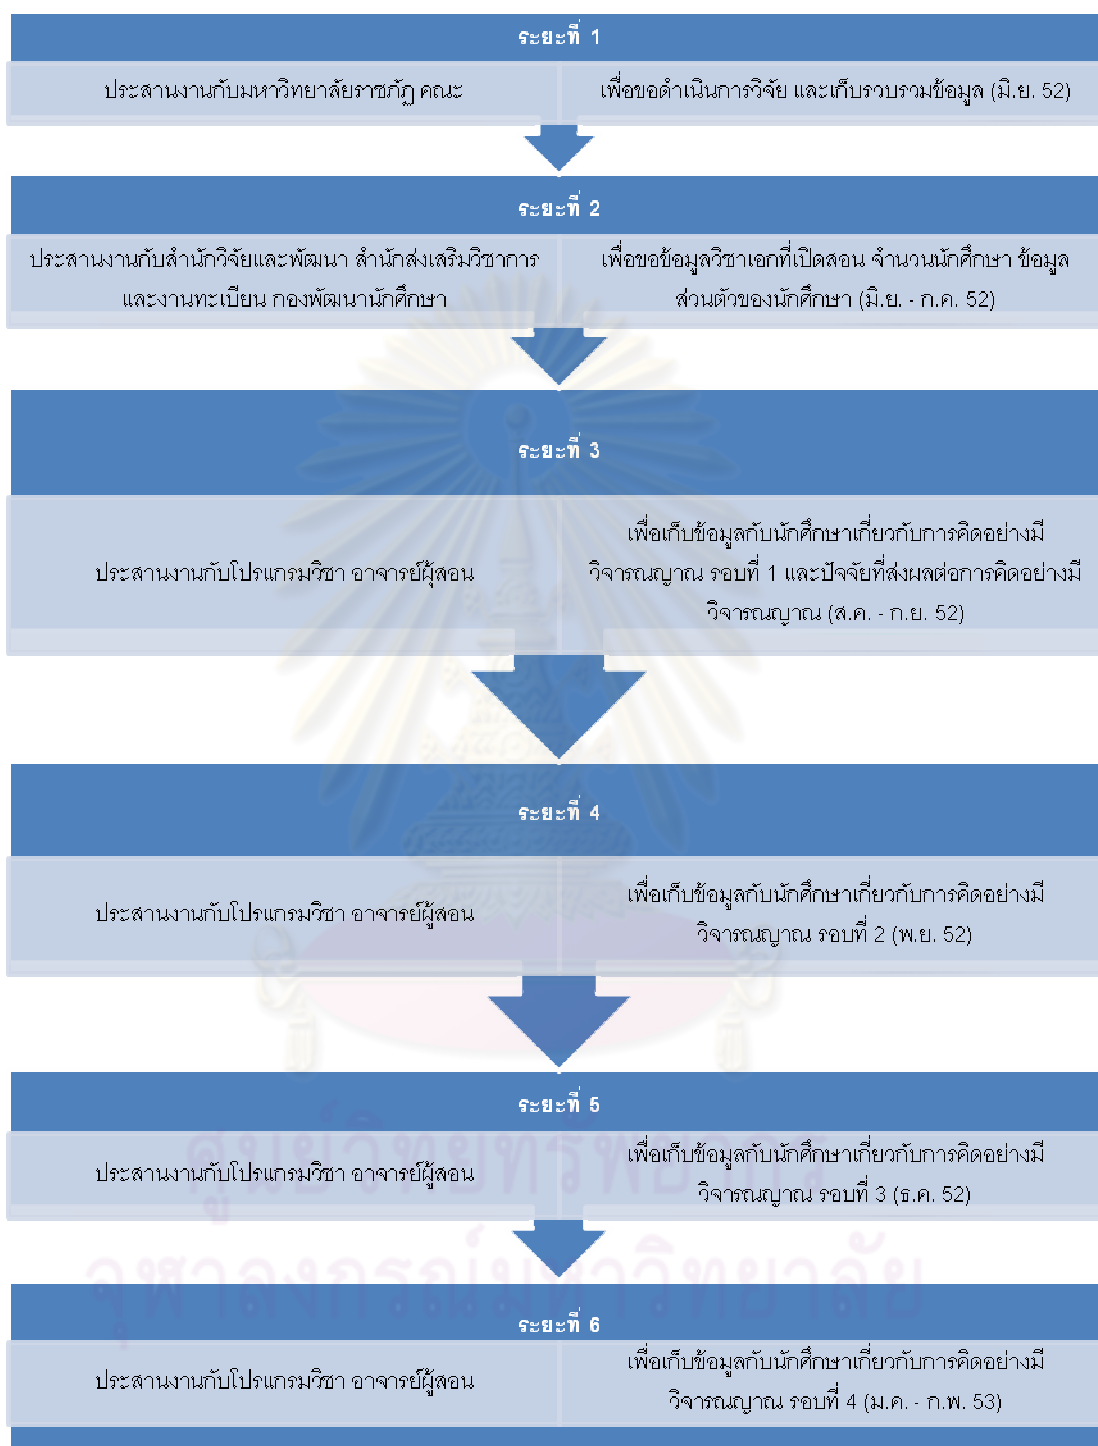 ระยะที่ 1
ประสานงานกับมหาวิทยาลัยราชภัฏ คณะ
เพื่อขอดำเนินการวิจัย และเก็บรวบรวมข้อมูล (มิ.ย. 52)
ระยะที่ 2
ประสานงานกับสำนักวิจัยและพัฒนา สำนักส่งเสริมวิชาการ
และงานทะเบียน กองพัฒนานักศึกษา
เพื่อขอข้อมูลวิชาเอกที่เปิดสอน จำนวนนักศึกษา ข้อมูล
ส่วนตัวของนักศึกษา (มิ.ย. - ก.ค. 52)
ระยะที่ 3
ประสานงานกับโปรแกรมวิชา อาจารย์ผู้สอน
เพื่อเก็บข้อมูลกับนักศึกษาเกี่ยวกับการคิดอย่างมี
วิจารณญาณ รอบที่ 1 และปัจจัยที่ส่งผลต่อการคิดอย่างมี
วิจารณญาณ (ส.ค. - ก.ย. 52)
ระยะที่ 4
ประสานงานกับโปรแกรมวิชา อาจารย์ผู้สอน
เพื่อเก็บข้อมูลกับนักศึกษาเกี่ยวกับการคิดอย่างมี
วิจารณญาณ รอบที่ 2 (พ.ย. 52)
ระยะที่ 5
ประสานงานกับโปรแกรมวิชา อาจารย์ผู้สอน
เพื่อเก็บข้อมูลกับนักศึกษาเกี่ยวกับการคิดอย่างมี
วิจารณญาณ รอบที่ 3 (ธ.ค. 52)
ศูนย์วิทยทรัพยากร
จุฬาลงกรณ์มหาวิทยาลัย
ระยะที่ 6
ประสานงานกับโปรแกรมวิชา อาจารย์ผู้สอน
เพื่อเก็บข้อมูลกับนักศึกษาเกี่ยวกับการคิดอย่างมี
วิจารณญาณ รอบที่ 4 (ม.ค. - ก.พ. 53)